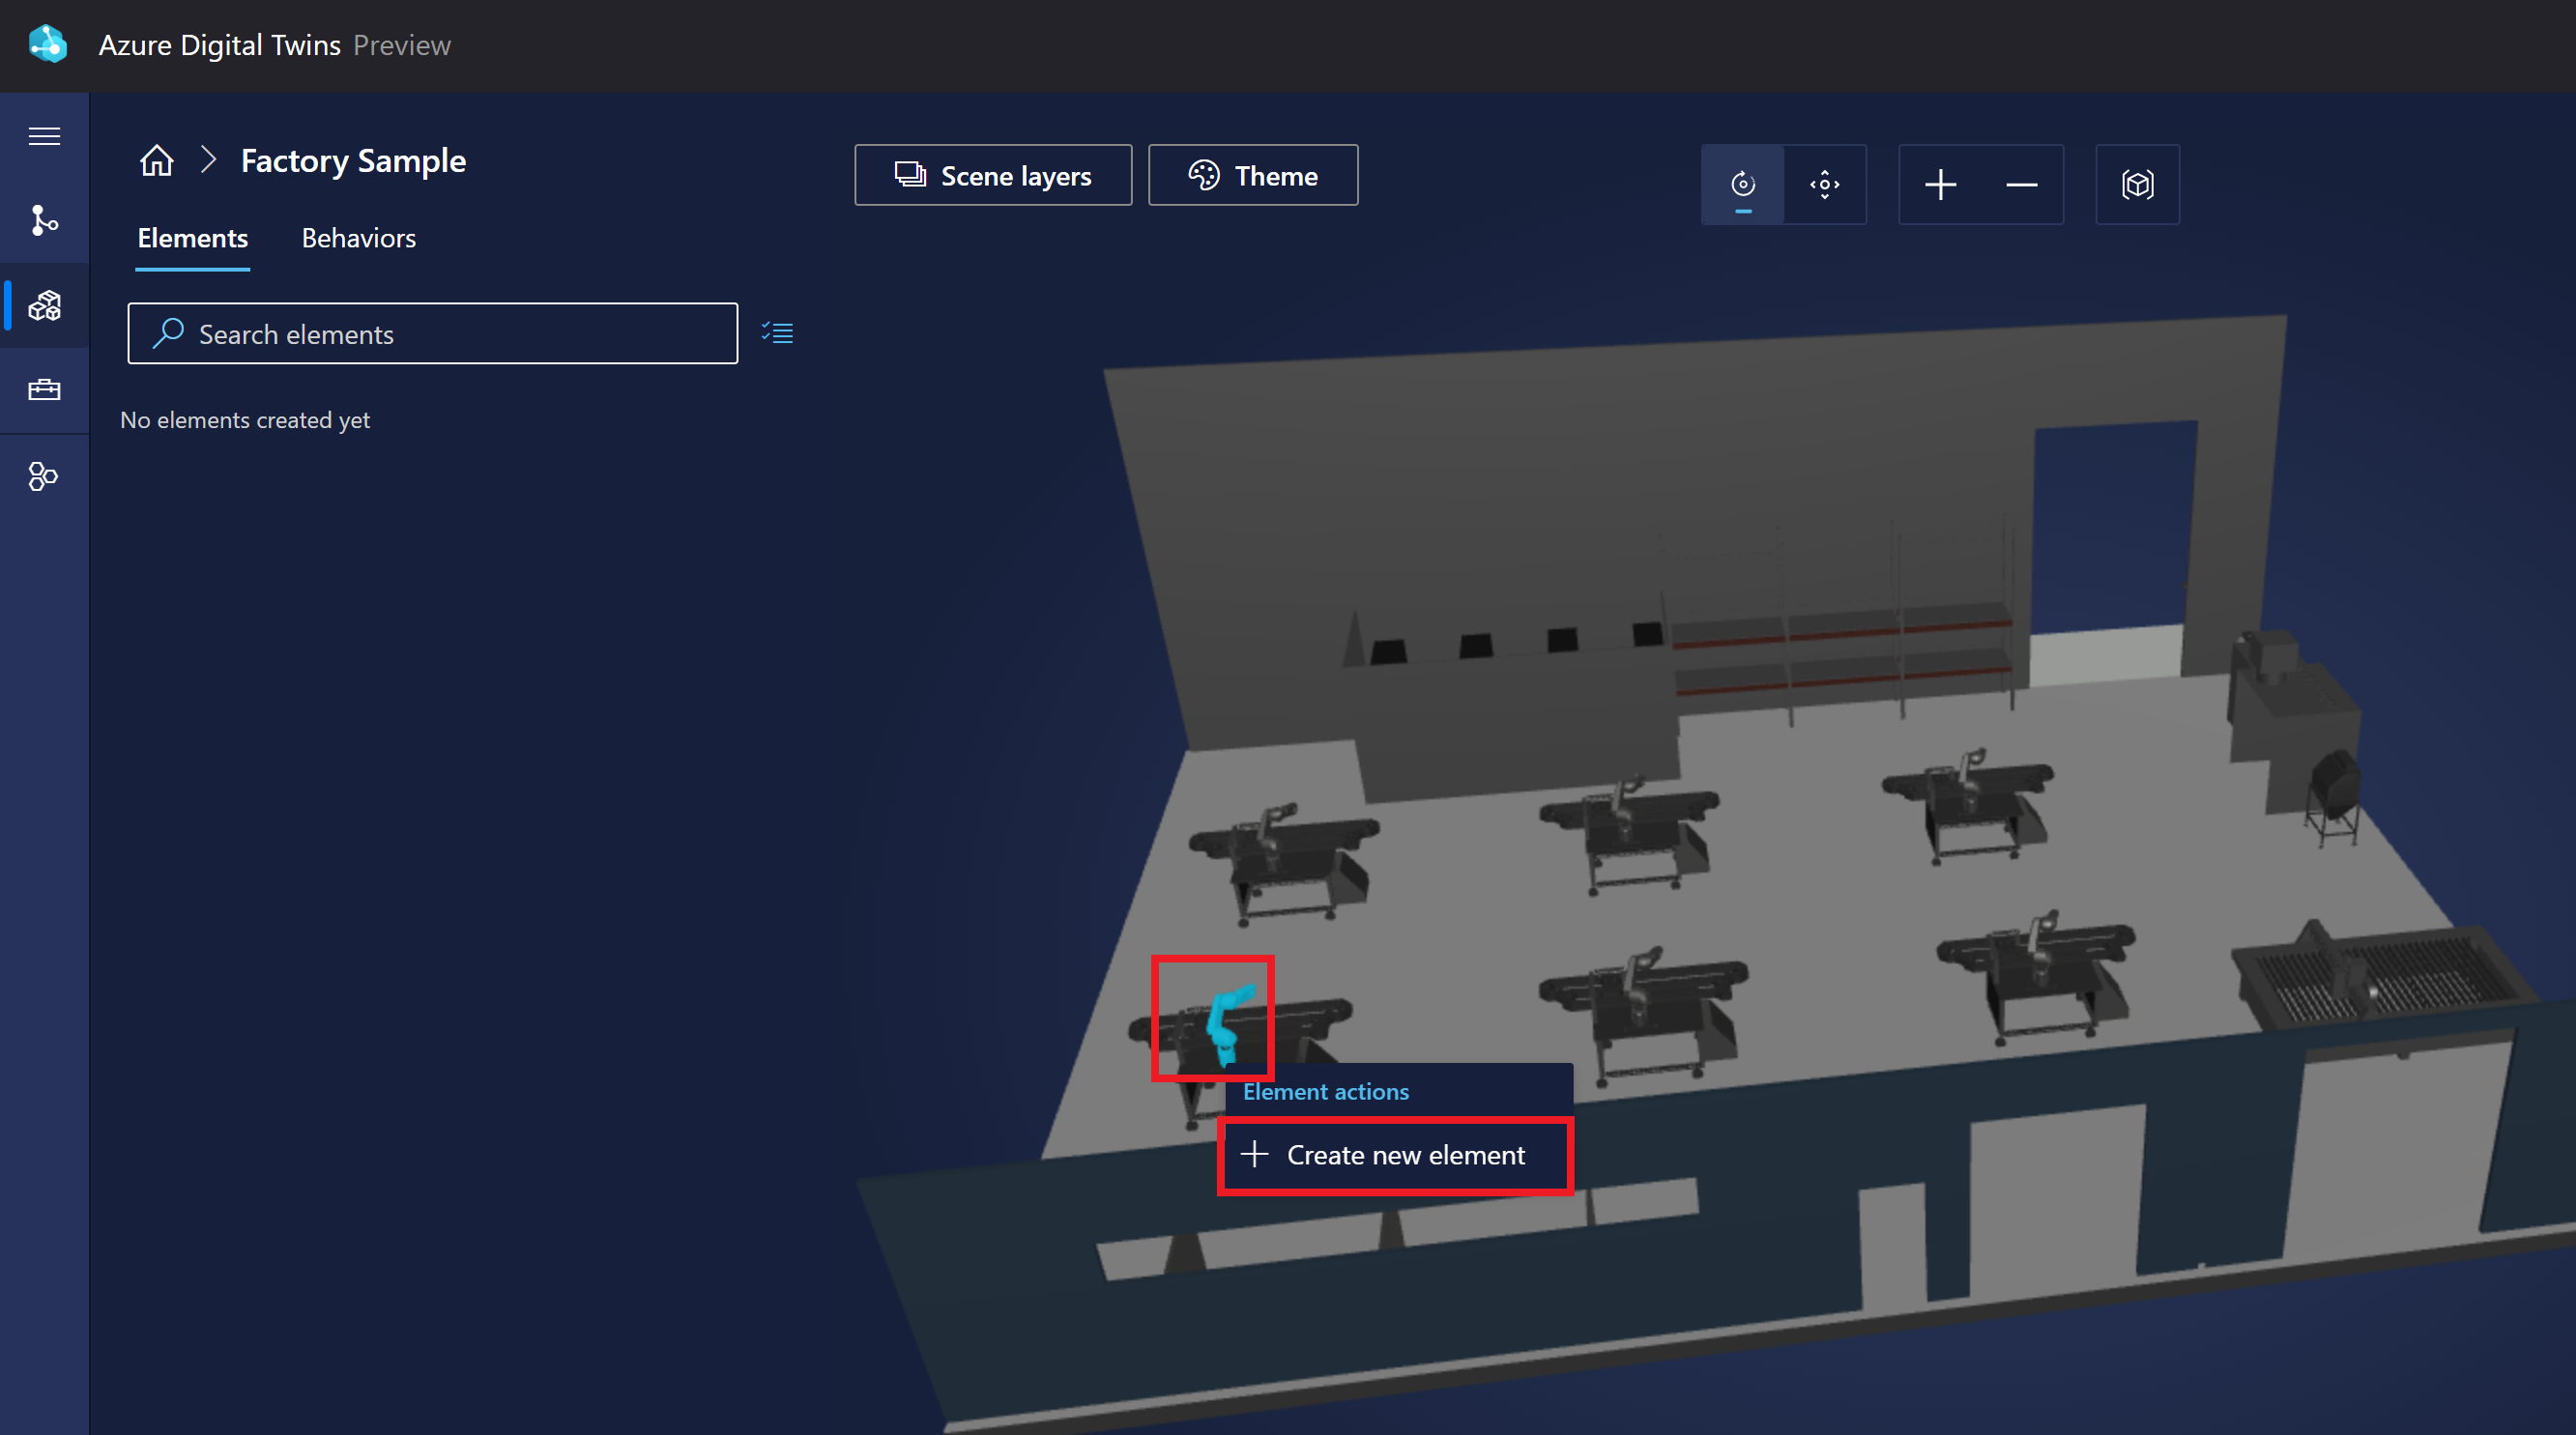 Azure Digital Twins Preview
Factory Sample
Scene layers
Theme
Elements
Behaviors
Search elements
No elements created yet
Element actions
Create new element